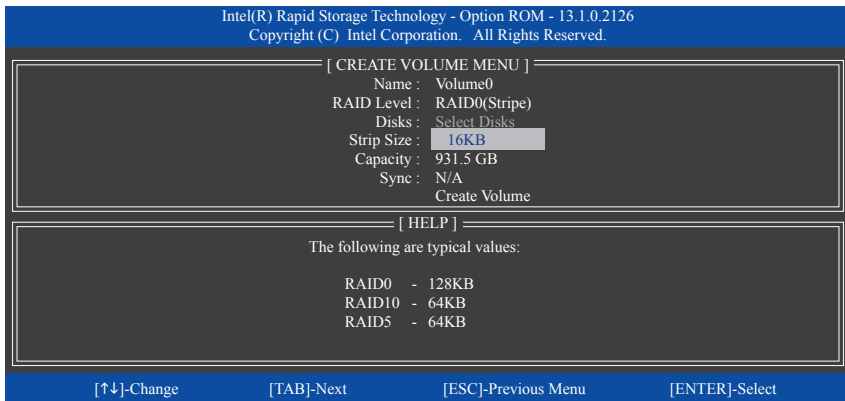 Intel(R) Rapid Storage Technology - Option ROM - 13.1.0.2126
Copyright (C) Intel Corporation. All Rights Reserved.
[ CREATE VOLUME MENU ]
Name : Volume0
RAID Level : RAID0(Stripe)
Disks : Select Disks
Strip Size : 16KB
Capacity : 931.5 GB
Sync : N/A
Create Volume
[ HELP ]
The following are typical values:
RAID0 - 128KB
RAID10 - 64KB
RAID5 - 64KB
[↑↓]-Change [TAB]-Next [ESC]-Previous Menu [ENTER]-Select